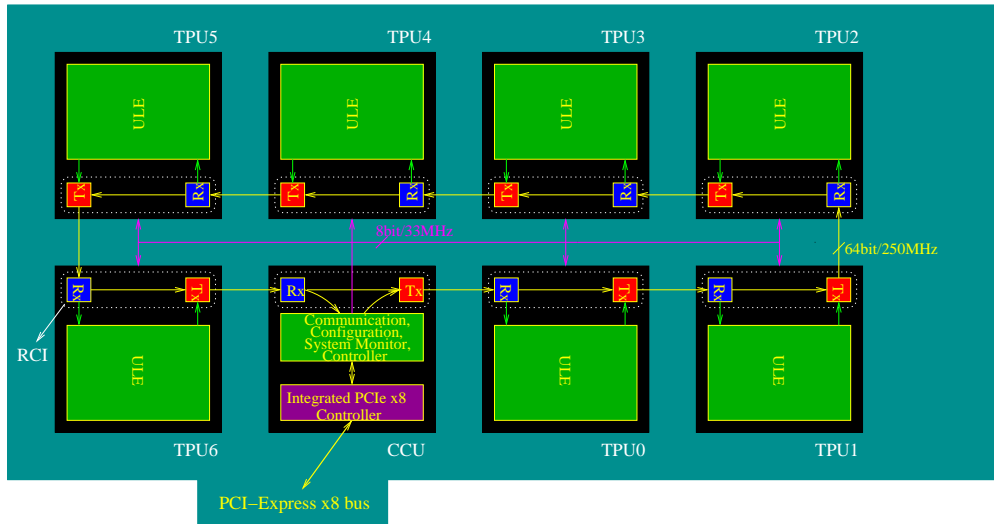 TPU5
TPU4
TPU3
TPU2
ULE
ULE
ULE
ULE
Tx
Rx
Tx
Rx
Tx
Rx
Tx
Rx
8bit/33MHz
64bit/250MHz
Rx
Tx
Rx
Tx
Rx
Tx
Rx
Tx
RCI
ULE
Communication,
Configuration,
System Monitor,
Controller
Integrated PCIe x8
Controller
ULE
ULE
TPU6
CCU
TPU0
TPU1
PCI−Express x8 bus